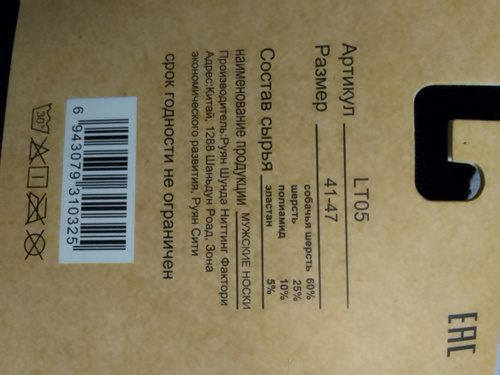 Артикул LT05
Размер 41-47
Состав сырья собачья шерсть 60%
шерсть 25%
полиамид 10%
эластан 5%
наименование продукции МУЖСКИЕ НОСКИ
Производитель:Руян Шунда Ниттинг Фактори
Адрес:Китай, 1288 Шаньдун Роад, Зона
экономического развития, Руян Сити
срок годности не ограничен
6 943079 310325
30°
EAC